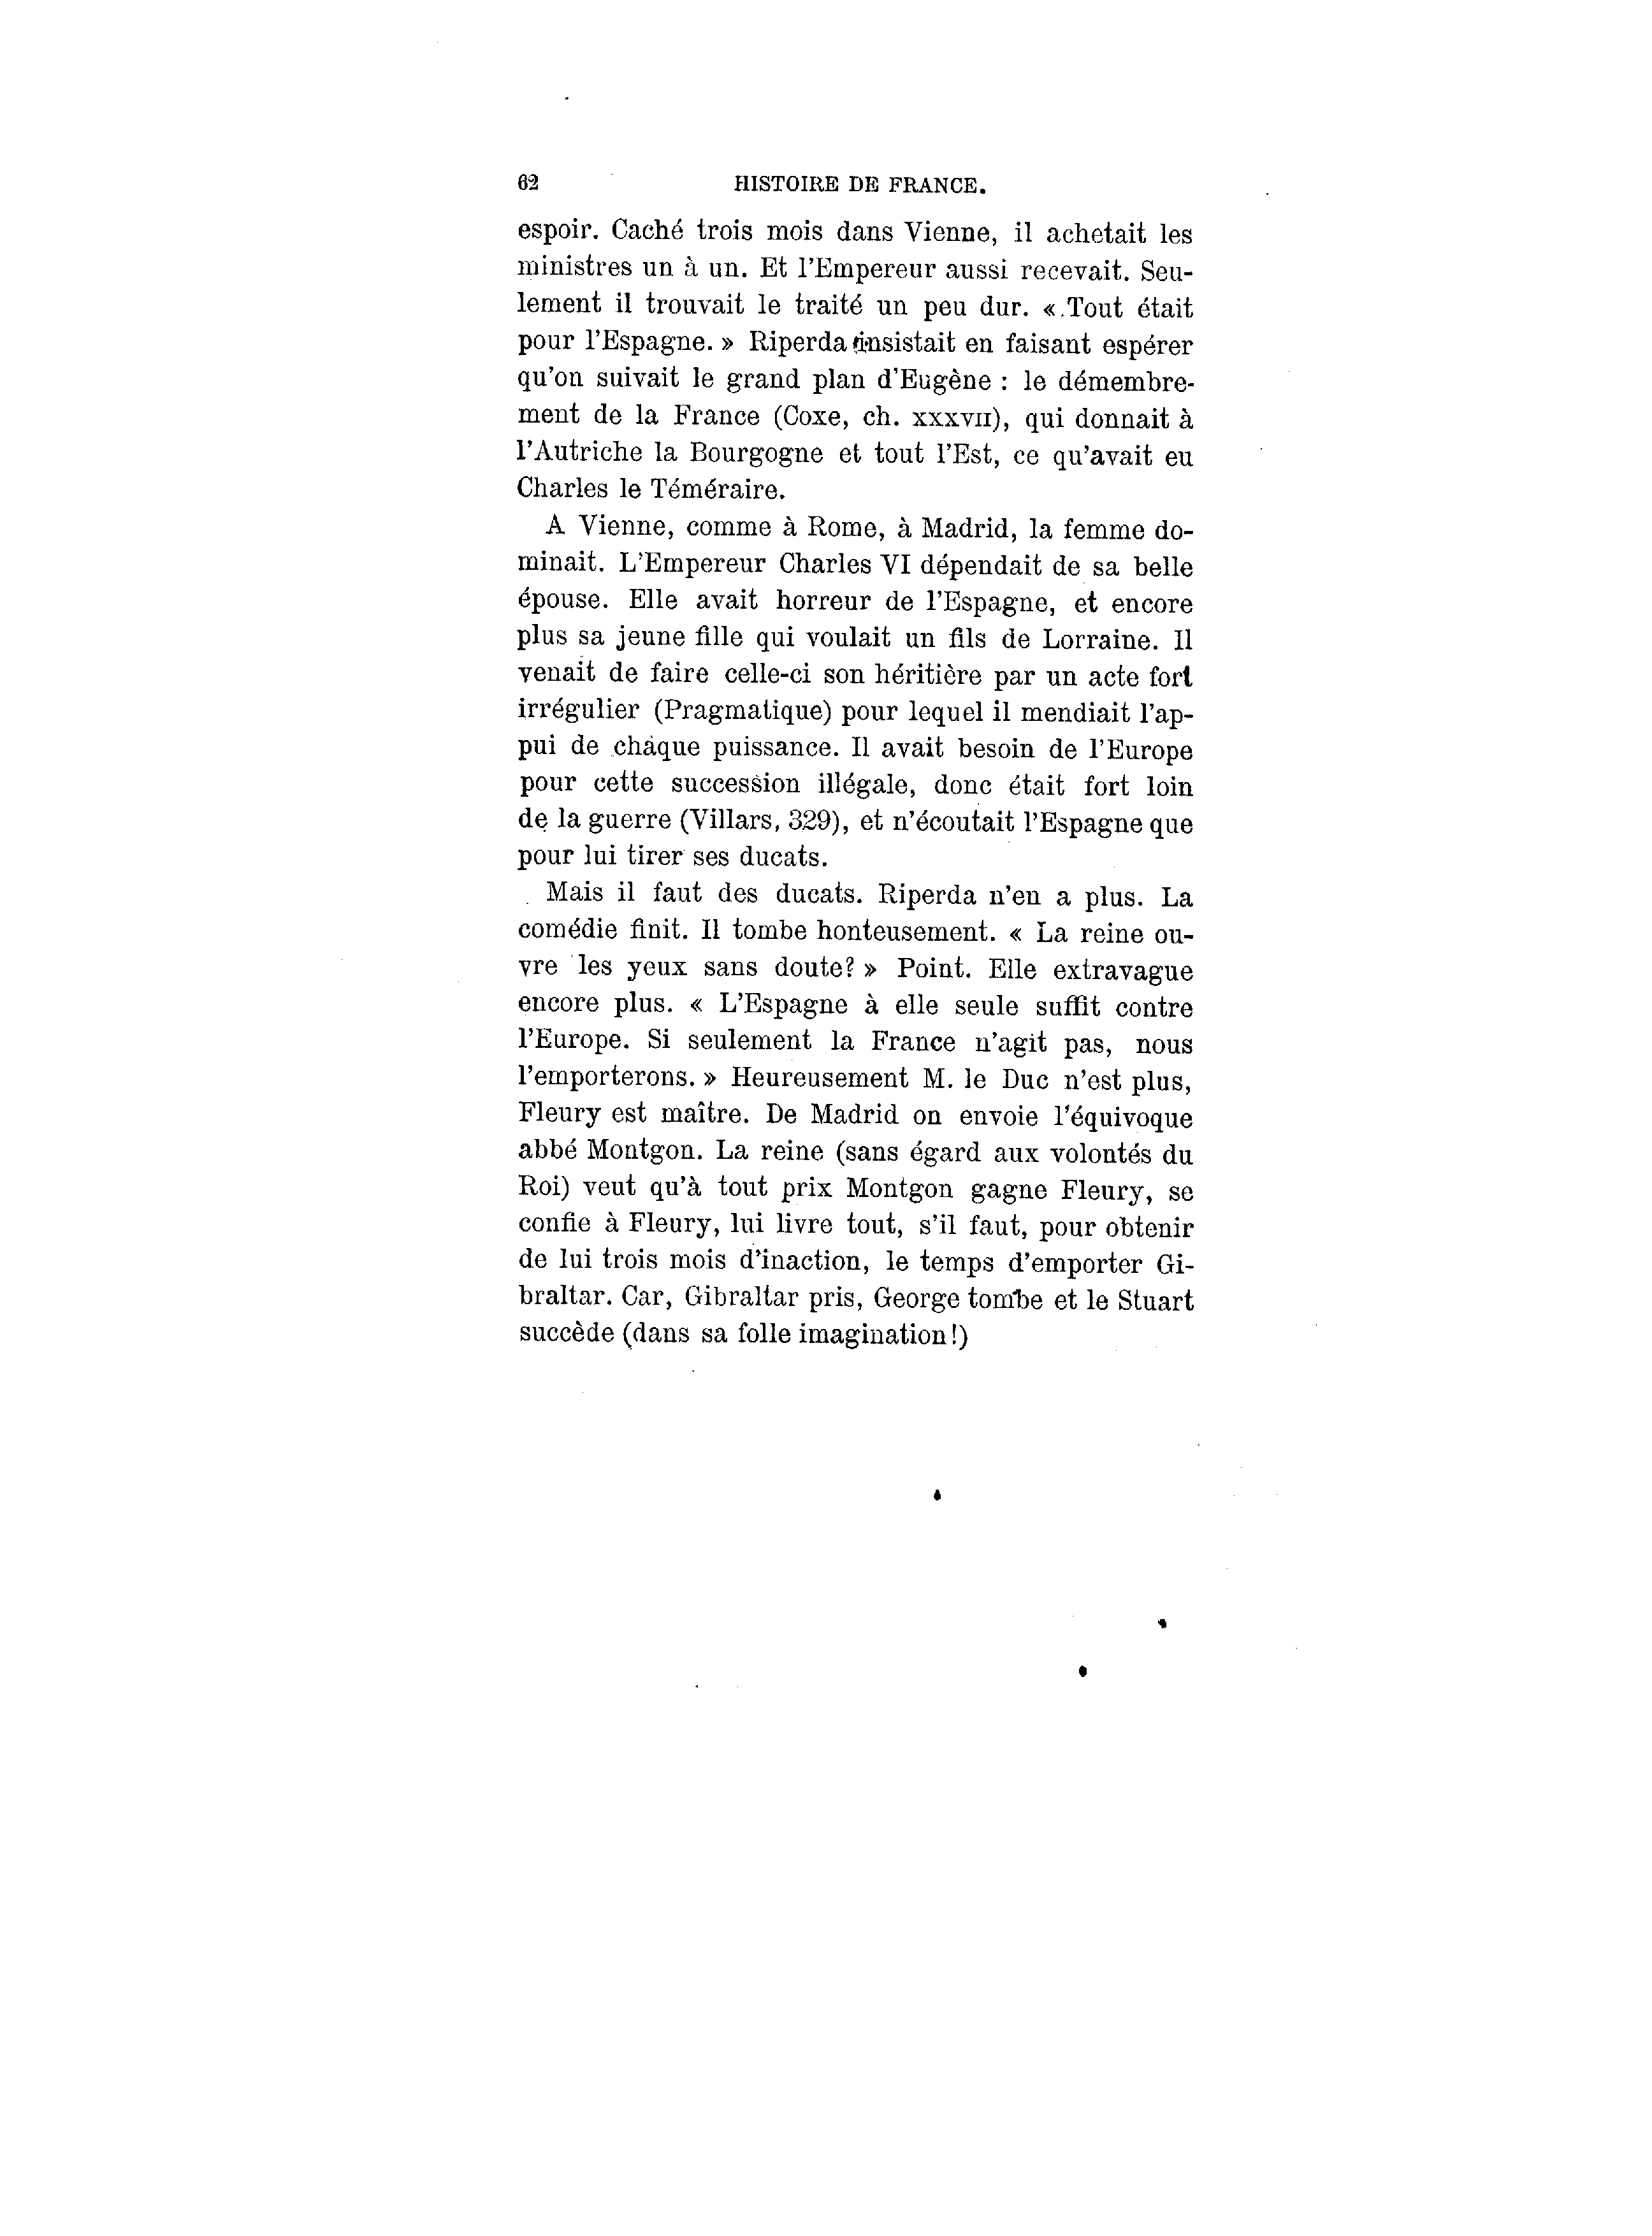 62 HISTOIRE DE FRANCE.
espoir. Caché trois mois dans Vienne, il achetait les
ministres un à un. Et l'Empereur aussi recevait. Seu-
lement il trouvait le traité un peu dur. « Tout était
pour l'Espagne. » Riperda insistait en faisant espérer
qu'on suivait le grand plan d'Eugène : le démembre-
ment de la France (Coxe, ch. XXXVII), qui donnait à
l'Autriche la Bourgogne et tout l'Est, ce qu'avait eu
Charles le Téméraire.
A Vienne, comme à Rome, à Madrid, la femme do-
minait. L'Empereur Charles VI dépendait de sa belle
épouse. Elle avait horreur de l'Espagne, et encore
plus sa jeune fille qui voulait un fils de Lorraine. Il
venait de faire celle-ci son héritière par un acte fort
irrégulier (Pragmatique) pour lequel il mendiait l'ap-
pui de chaque puissance. Il avait besoin de l'Europe
pour cette succession illégale, donc était fort loin
de la guerre (Villars, 329), et n'écoutait l'Espagne que
pour lui tirer ses ducats.
Mais il faut des ducats. Riperda n'en a plus. La
comédie finit. Il tombe honteusement. « La reine ou-
vre les yeux sans doute? » Point. Elle extravague
encore plus. « L'Espagne à elle seule suffit contre
l'Europe. Si seulement la France n'agit pas, nous
l'emporterons. » Heureusement M. le Duc n'est plus,
Fleury est maître. De Madrid on envoie l'équivoque
abbé Montgon. La reine (sans égard aux volontés du
Roi) veut qu'à tout prix Montgon gagne Fleury, se
confie à Fleury, lui livre tout, s'il faut, pour obtenir
de lui trois mois d'inaction, le temps d'emporter Gi-
braltar. Car, Gibraltar pris, George tombe et le Stuart
succède (dans sa folle imagination!)